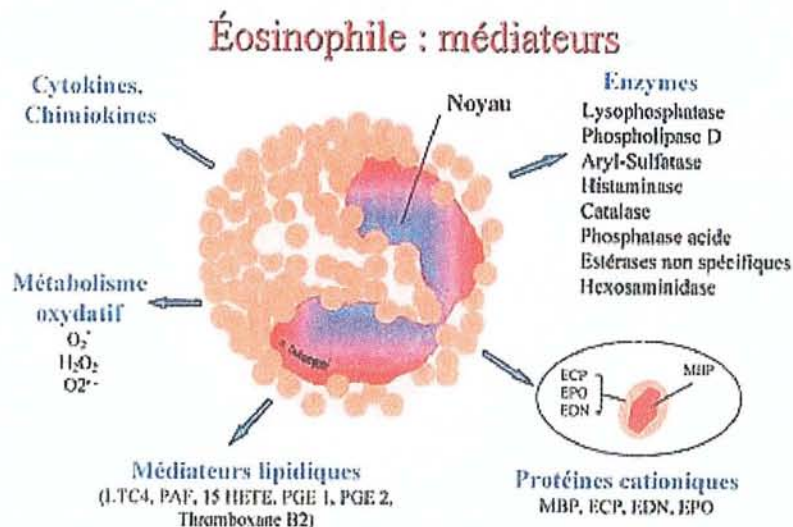 Éosinophile : médiateurs
Cytokines,
Chimiokines
Noyau
Enzymes
Lysophosphatase
Phospholipase D
Aryl-Sulfatase
Histaminase
Catalase
Phosphatase acide
Estérases non spécifiques
Hexosaminidase
Métabolisme
oxydatif
H₂O₂
ECP
EPO
EDN
MBP
Médiateurs lipidiques
(LTC4, PAF, 15 HETE, PGE 1, PGE 2,
Thromboxane B2)
Protéines cationiques
MBP, ECP, EDN, EPO